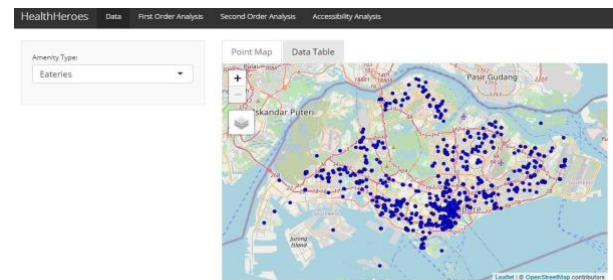 HealthHeroes Data First Order Analysis Second Order Analysis Accessibility Analysis
Amenity Type:
Eateries
Point Map Data Table
+
Pasir Gudang
Iskandar Puteri
Jurong
Island
Leaflet | © OpenStreetMap contributors